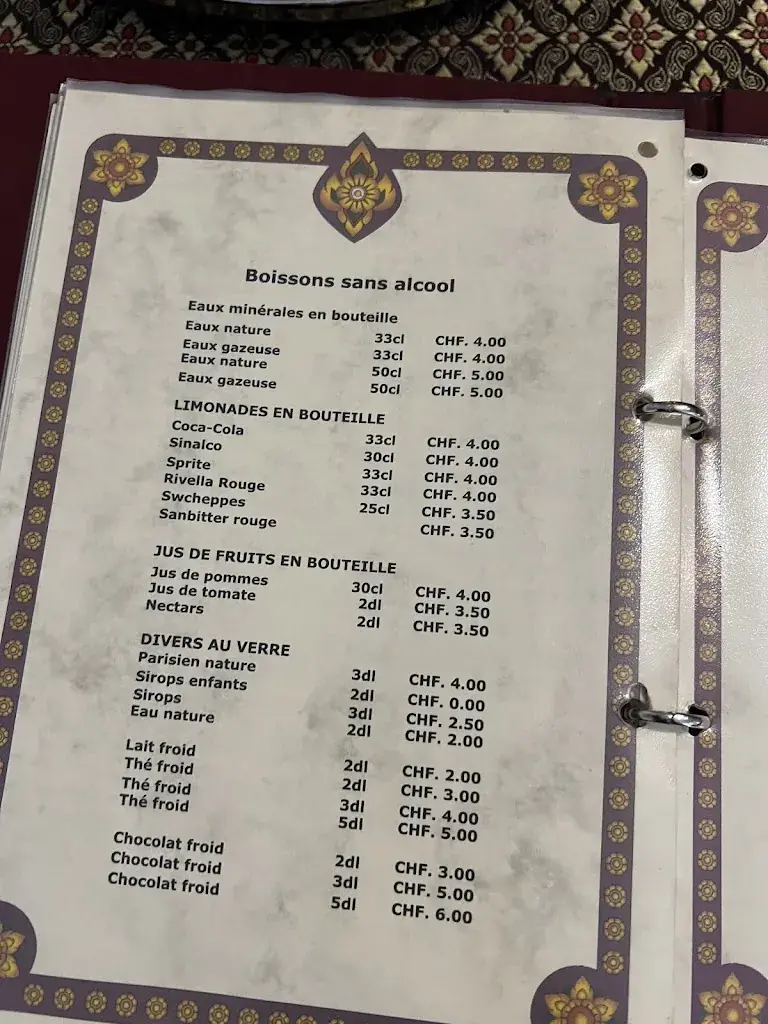 Boissons sans alcool
Eaux minérales en bouteille
Eaux nature 33cl CHF. 4.00
Eaux gazeuse 33cl CHF. 4.00
Eaux nature 50cl CHF. 5.00
Eaux gazeuse 50cl CHF. 5.00
LIMONADES EN BOUTEILLE
Coca-Cola 33cl CHF. 4.00
Sinalco 30cl CHF. 4.00
Sprite 33cl CHF. 4.00
Rivella Rouge 33cl CHF. 4.00
Swcheppes 25cl CHF. 3.50
Sanbitter rouge CHF. 3.50
JUS DE FRUITS EN BOUTEILLE
Jus de pommes 30cl CHF. 4.00
Jus de tomate 2dl CHF. 3.50
Nectars 2dl CHF. 3.50
DIVERS AU VERRE
Parisien nature 3dl CHF. 4.00
Sirops enfants 2dl CHF. 0.00
Sirops 3dl CHF. 2.50
Eau nature 2dl CHF. 2.00
Lait froid 2dl CHF. 2.00
Thé froid 2dl CHF. 3.00
Thé froid 3dl CHF. 4.00
Thé froid 5dl CHF. 5.00
Chocolat froid 2dl CHF. 3.00
Chocolat froid 3dl CHF. 5.00
Chocolat froid 5dl CHF. 6.00